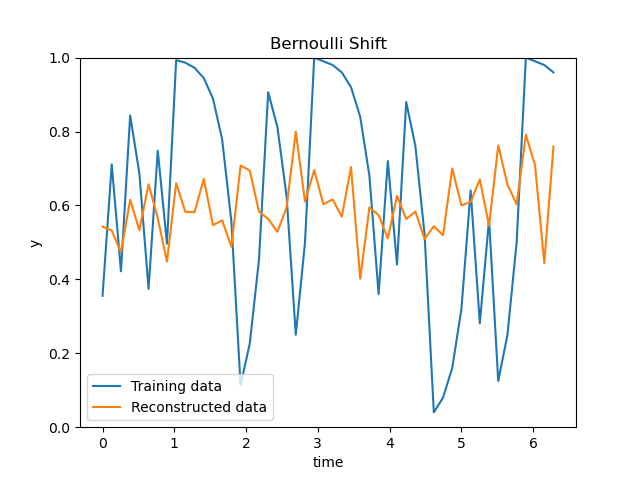 Bernoulli Shift
1.0
0.8
0.6
0.4
0.2
0.0
y
Training data
Reconstructed data
0 1 2 3 4 5 6
time